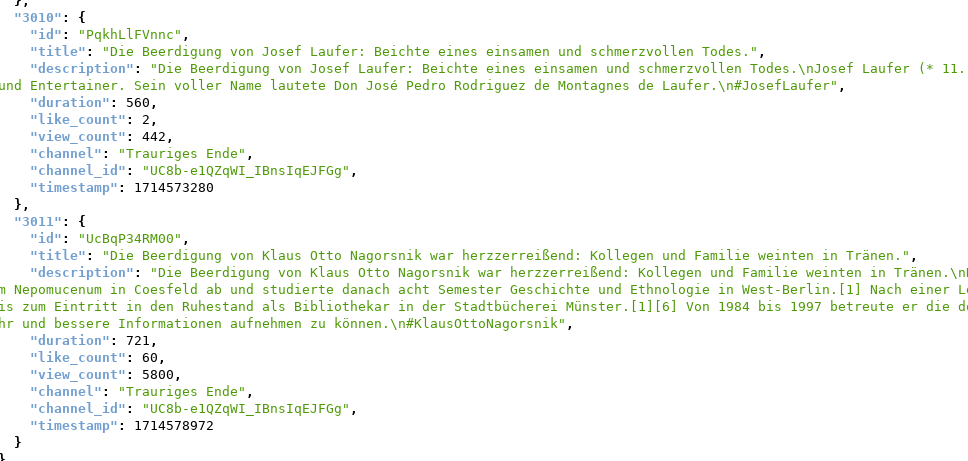 },
"3010": {
"id": "PqkhLlFVnnc",
"title": "Die Beerdigung von Josef Laufer: Beichte eines einsamen und schmerzvollen Todes.",
"description": "Die Beerdigung von Josef Laufer: Beichte eines einsamen und schmerzvollen Todes.\nJosef Laufer (* 11.
und Entertainer. Sein voller Name lautete Don José Pedro Rodriguez de Montagnes de Laufer.\n#JosefLaufer",
"duration": 560,
"like_count": 2,
"view_count": 442,
"channel": "Trauriges Ende",
"channel_id": "UC8b-e1QZqWI_IBnsIqEJFGg",
"timestamp": 1714573280
},
"3011": {
"id": "UcBqP34RM00",
"title": "Die Beerdigung von Klaus Otto Nagorsnik war herzzerreißend: Kollegen und Familie weinten in Tränen.",
"description": "Die Beerdigung von Klaus Otto Nagorsnik war herzzerreißend: Kollegen und Familie weinten in Tränen.\n
m Nepomucenum in Coesfeld ab und studierte danach acht Semester Geschichte und Ethnologie in West-Berlin.[1] Nach einer
is zum Eintritt in den Ruhestand als Bibliothekar in der Stadtbücherei Münster.[1][6] Von 1984 bis 1997 betreute er die
hr und bessere Informationen aufnehmen zu können.\n#KlausOttoNagorsnik",
"duration": 721,
"like_count": 60,
"view_count": 5800,
"channel": "Trauriges Ende",
"channel_id": "UC8b-e1QZqWI_IBnsIqEJFGg",
"timestamp": 1714578972
}
}